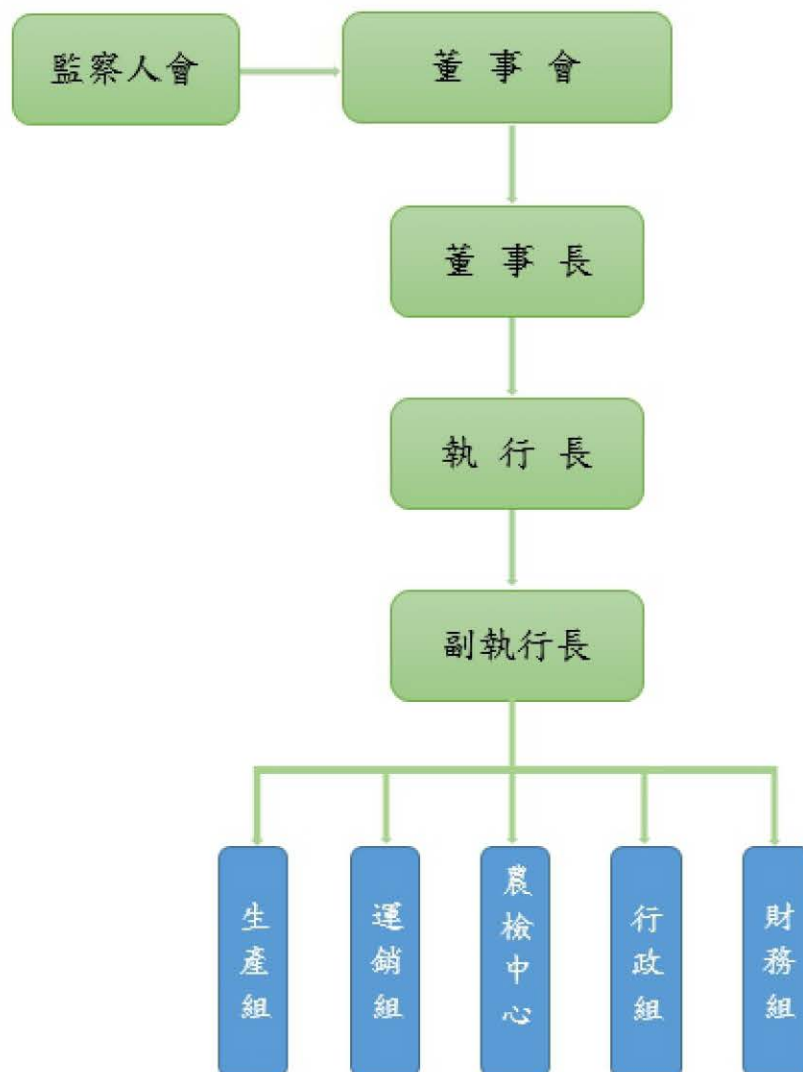 監察人會
董事會
董事長
執行長
副執行長
生產組
運銷組
農檢中心
行政組
財務組